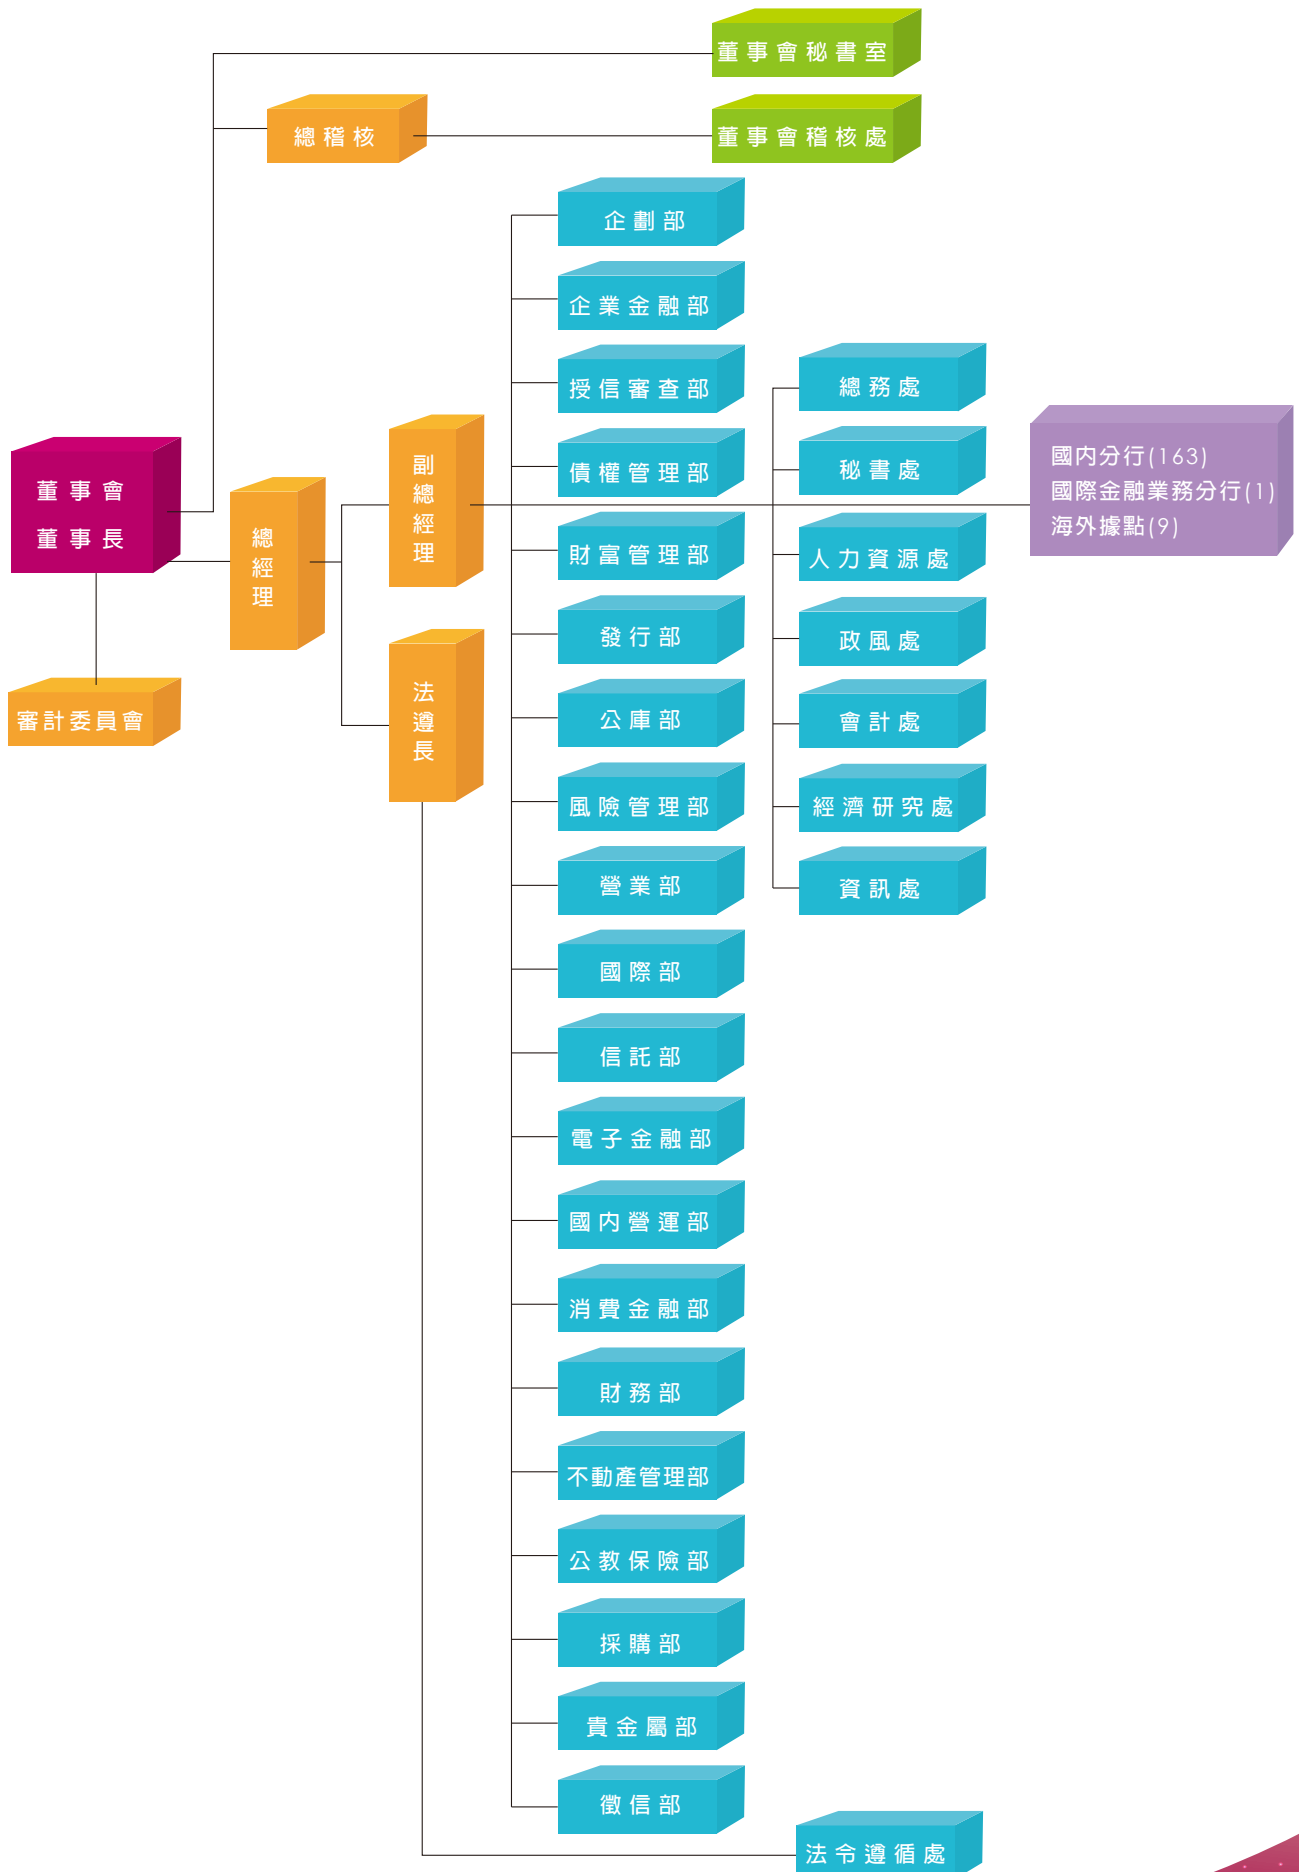 董事會秘書室
總稽核
董事會稽核處
董事會
董事長
審計委員會
總經理
副總經理
法遵長
企劃部
企業金融部
授信審查部
債權管理部
財富管理部
發行部
公庫部
風險管理部
營業部
國際部
信託部
電子金融部
國內營運部
消費金融部
財務部
不動產管理部
公教保險部
採購部
貴金屬部
徵信部
總務處
秘書處
人力資源處
政風處
會計處
經濟研究處
資訊處
國內分行(163)
國際金融業務分行(1)
海外據點(9)
法令遵循處